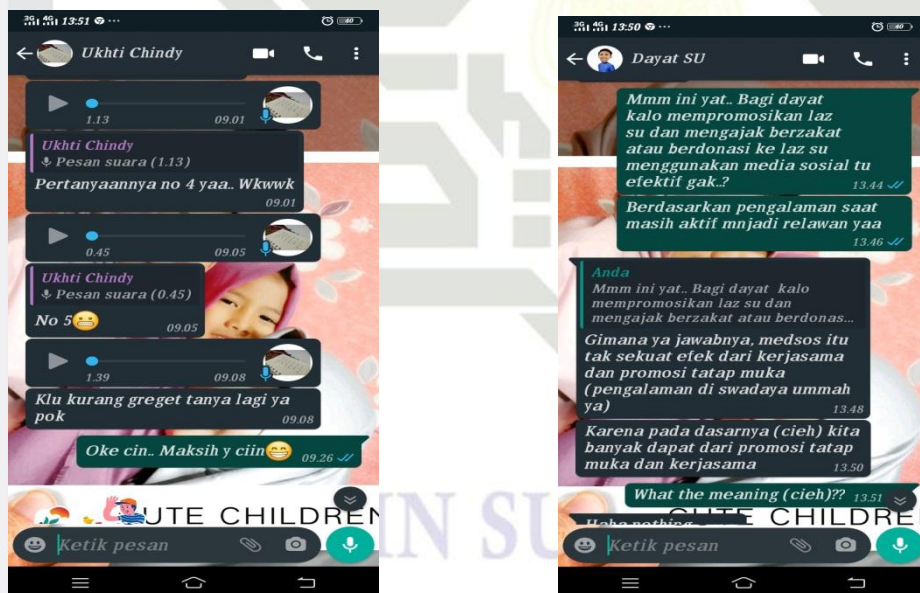 3G 4G 13:51
40
Ukhti Chindy
1.13 09.01
Ukhti Chindy
Pesan suara (1.13)
Pertanyaannya no 4 yaa.. Wkwwk
09.01
0.45 09.05
Ukhti Chindy
Pesan suara (0.45)
No 5😬 09.05
1.39 09.08
Klu kurang greget tanya lagi ya
pok 09.08
Oke cin.. Maksih y ciin😁 09.26
CUTE CHILDREN
Ketik pesan
3G 4G 13:50
40
Dayat SU
Mmm ini yat.. Bagi dayat
kalo mempromosikan laz
su dan mengajak berzakat
atau berdonasi ke laz su
menggunakan media sosial tu
efektif gak..? 13.44
Berdasarkan pengalaman saat
masih aktif mnjadi relawan yaa
13.46
Anda
Mmm ini yat.. Bagi dayat kalo
mempromosikan laz su dan
mengajak berzakat atau berdonas...
Gimana ya jawabnya, medsos itu
tak sekuat efek dari kerjasama
dan promosi tatap muka
(pengalaman di swadaya ummah
ya) 13.48
Karena pada dasarnya (cieh) kita
banyak dapat dari promosi tatap
muka dan kerjasama 13.50
What the meaning (cieh)?? 13.51
Haha nothing
CUTE CHILDRE
Ketik pesan
IN SU